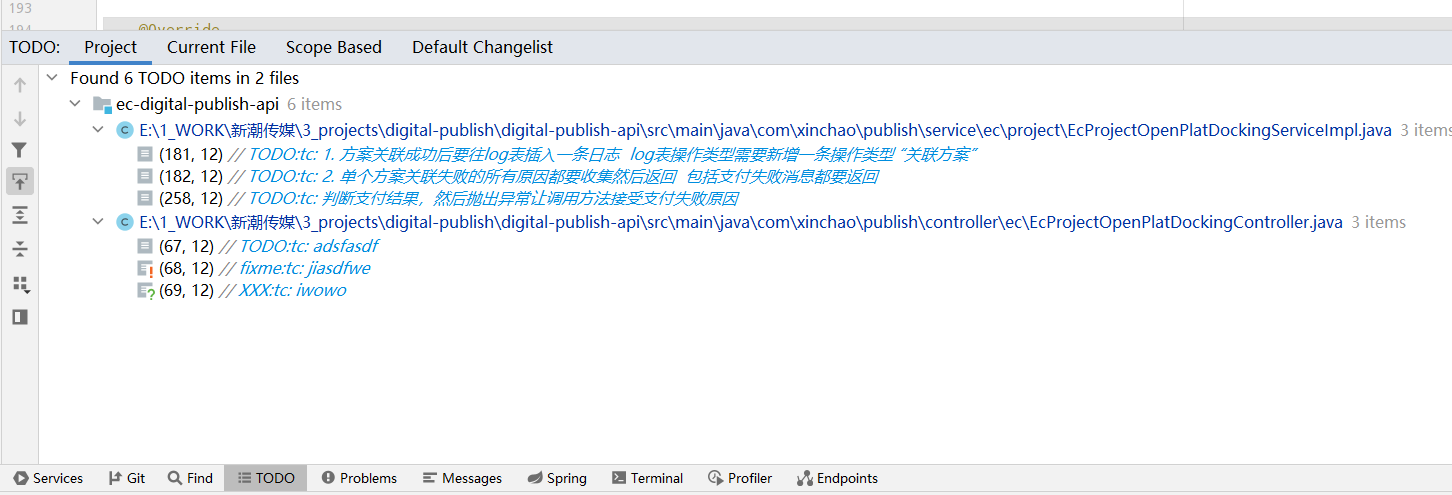 193
194
@Override
TODO: Project Current File Scope Based Default Changelist
Found 6 TODO items in 2 files
ec-digital-publish-api 6 items
E:\1_WORK\新潮传媒\3_projects\digital-publish\digital-publish-api\src\main\java\com\xinchao\publish\service\ec\project\EcProjectOpenPlatDockingServiceImpl.java 3 items
(181, 12) // TODO:tc: 1. 方案关联成功后要往log表插入一条日志 log表操作类型需要新增一条操作类型 “关联方案”
(182, 12) // TODO:tc: 2. 单个方案关联失败的所有原因都要收集然后返回 包括支付失败消息都要返回
(258, 12) // TODO:tc: 判断支付结果，然后抛出异常让调用方法接受支付失败原因
E:\1_WORK\新潮传媒\3_projects\digital-publish\digital-publish-api\src\main\java\com\xinchao\publish\controller\ec\EcProjectOpenPlatDockingController.java 3 items
(67, 12) // TODO:tc: adsfasdf
(68, 12) // fixme:tc: jiasdfwe
(69, 12) // XXX:tc: iwowo
Services Git Find TODO Problems Messages Spring Terminal Profiler Endpoints